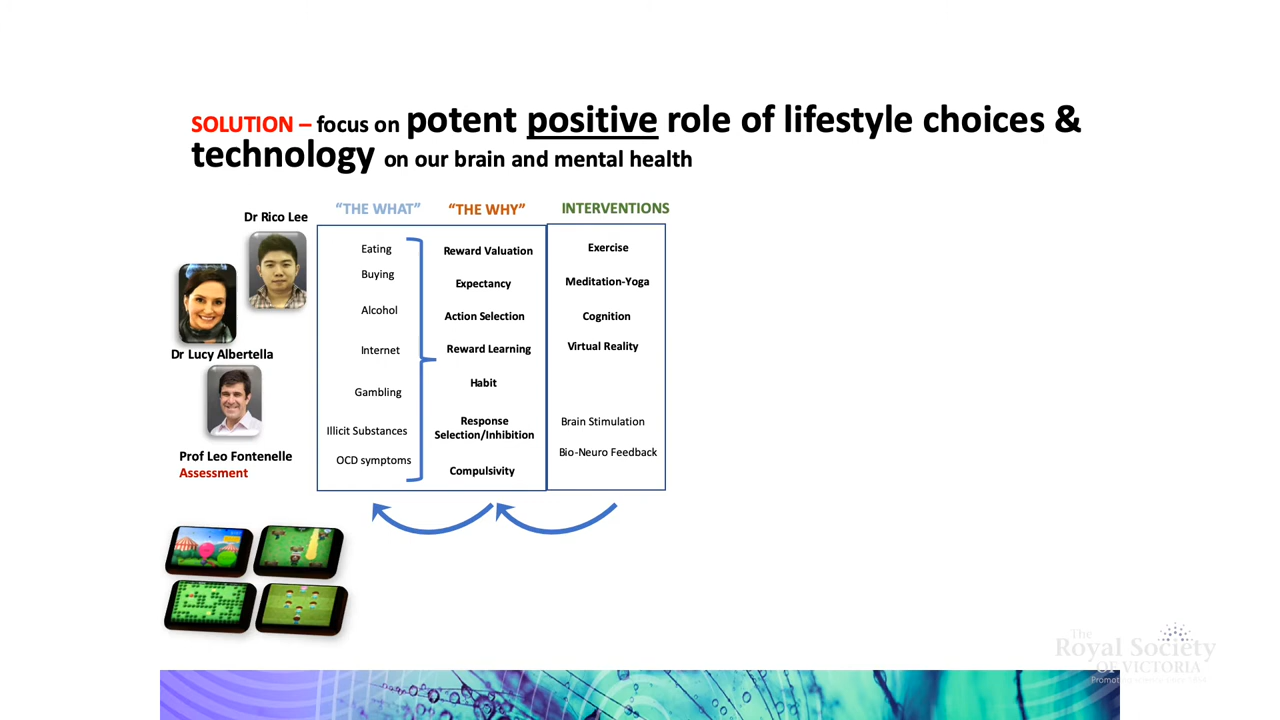 SOLUTION – focus on potent positive role of lifestyle choices &
technology on our brain and mental health
"THE WHAT" "THE WHY" INTERVENTIONS
Dr Rico Lee
Dr Lucy Albertella
Prof Leo Fontenelle
Assessment
Eating
Buying
Alcohol
Internet
Gambling
Illicit Substances
OCD symptoms
Reward Valuation
Expectancy
Action Selection
Reward Learning
Habit
Response
Selection/Inhibition
Compulsivity
Exercise
Meditation-Yoga
Cognition
Virtual Reality
Brain Stimulation
Bio-Neuro Feedback
The
Royal Society
OF VICTORIA